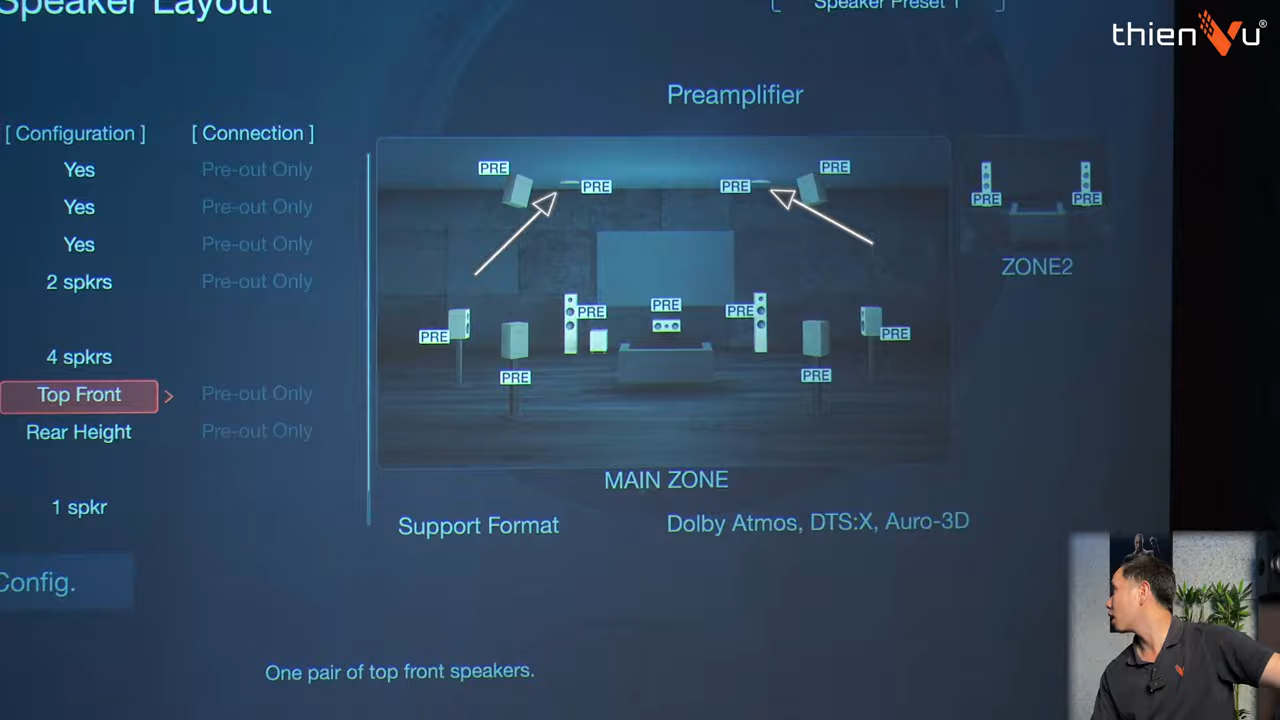 Speaker Layout
Speaker Preset 1
thien Vu®
Preamplifier
[ Configuration ]
[ Connection ]
Yes
Pre-out Only
Yes
Pre-out Only
Yes
Pre-out Only
2 spkrs
Pre-out Only
4 spkrs
Top Front
Pre-out Only
Rear Height
Pre-out Only
1 spkr
Config.
PRE
PRE
PRE
PRE
PRE
PRE
PRE
PRE
PRE
PRE
PRE
MAIN ZONE
PRE
PRE
ZONE2
Support Format
Dolby Atmos, DTS:X, Auro-3D
One pair of top front speakers.